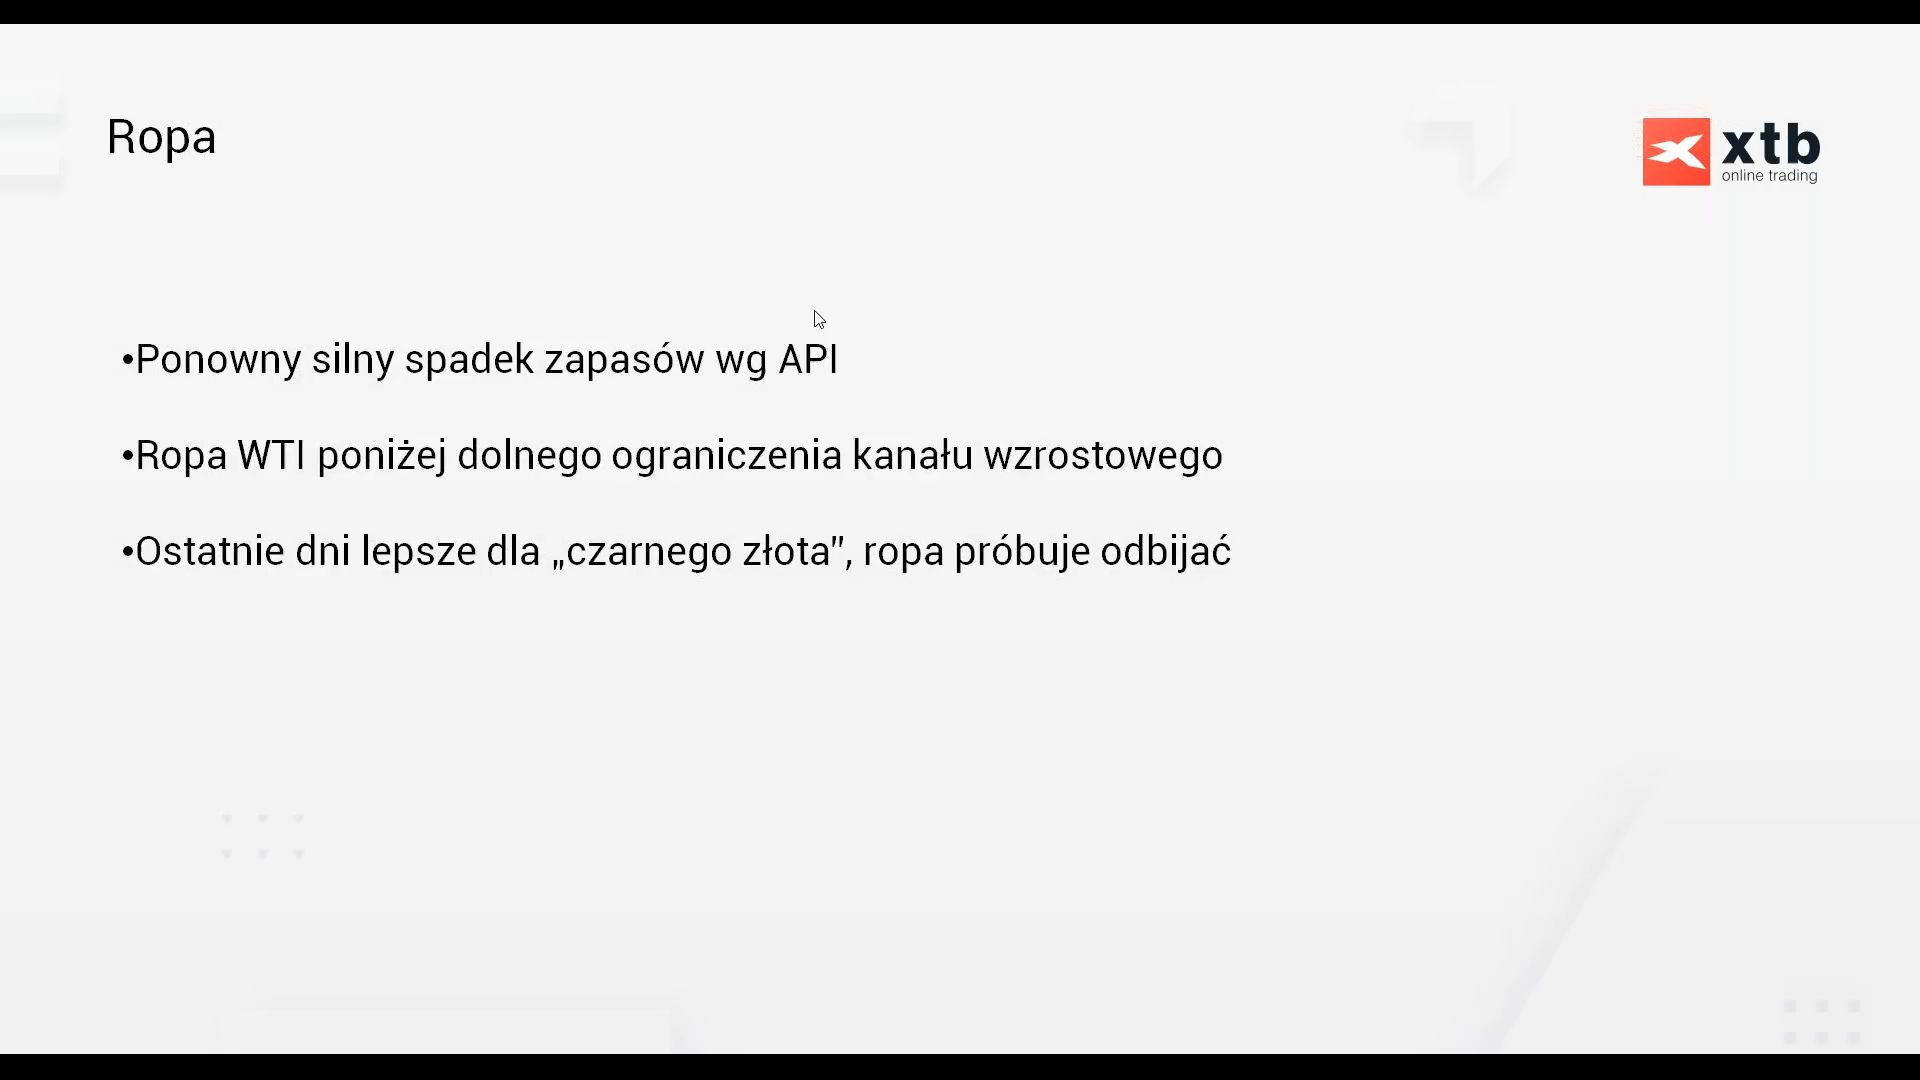 Ropa
xtb
online trading
•Ponowny silny spadek zapasów wg API
•Ropa WTI poniżej dolnego ograniczenia kanału wzrostowego
•Ostatnie dni lepsze dla „czarnego złota”, ropa próbuje odbijać